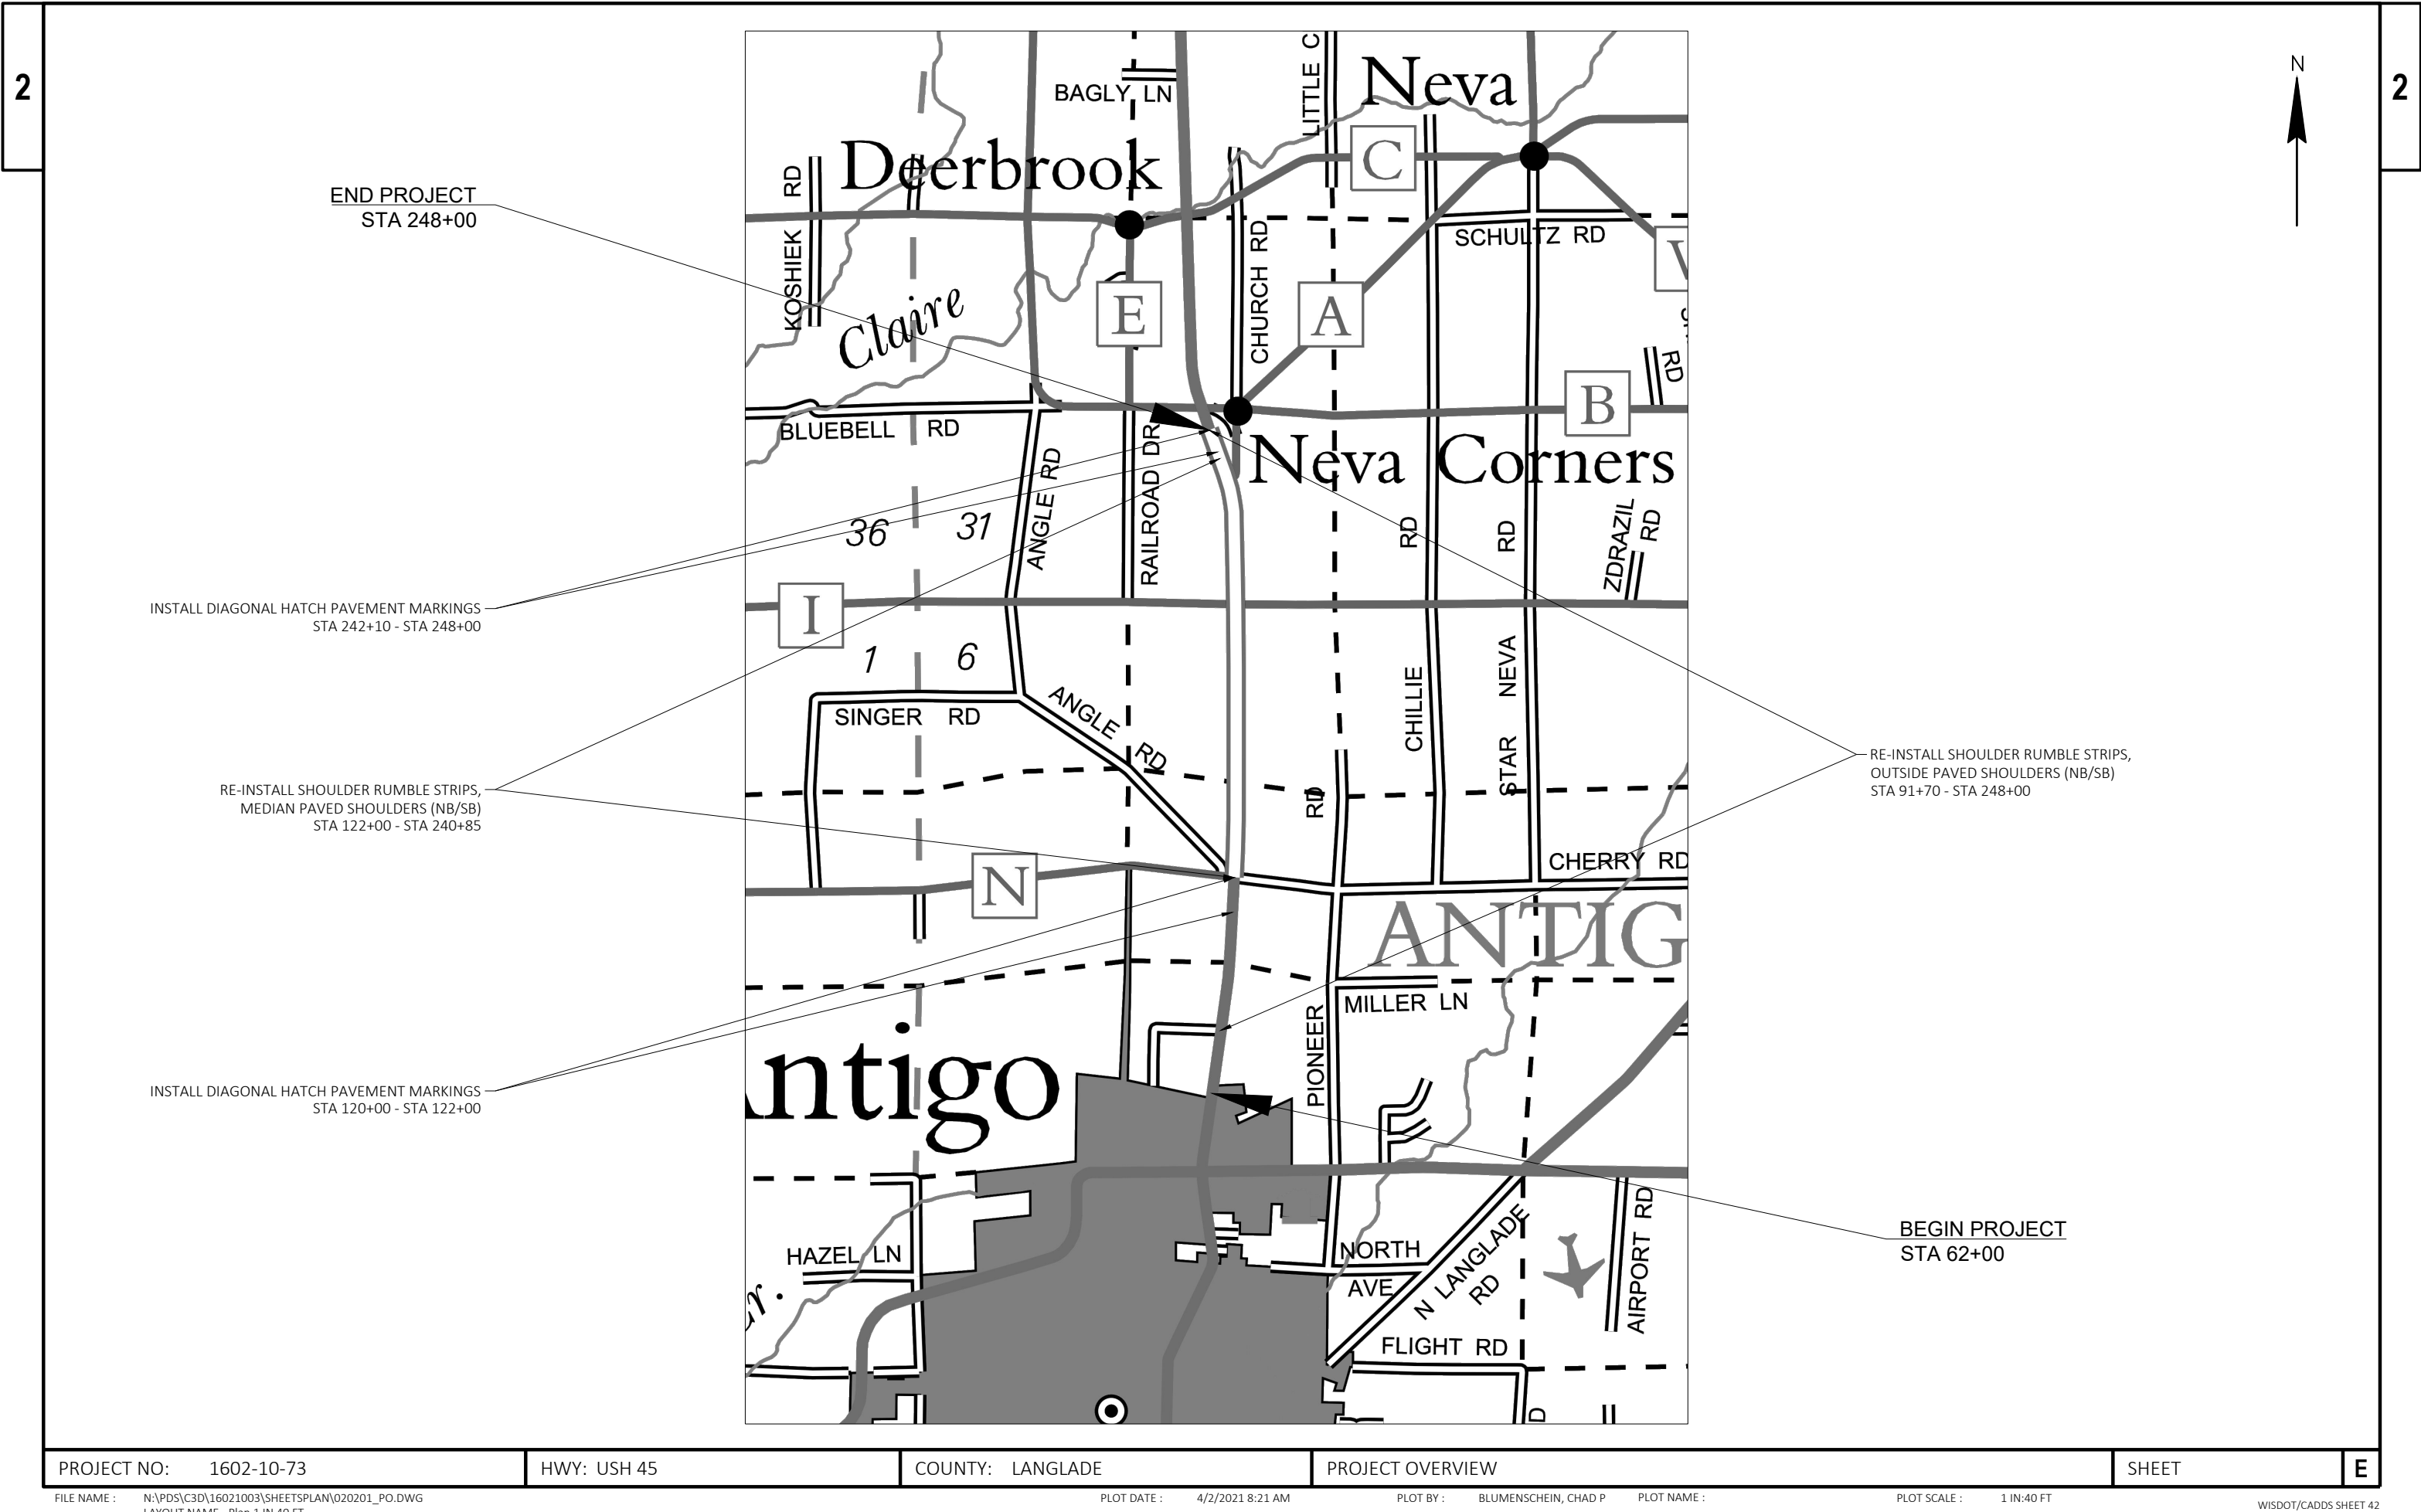 2
2
N
END PROJECT
STA 248+00
INSTALL DIAGONAL HATCH PAVEMENT MARKINGS
STA 242+10 - STA 248+00
RE-INSTALL SHOULDER RUMBLE STRIPS,
MEDIAN PAVED SHOULDERS (NB/SB)
STA 122+00 - STA 240+85
INSTALL DIAGONAL HATCH PAVEMENT MARKINGS
STA 120+00 - STA 122+00
BAGLY LN
LITTLE C
Neva
Deerbrook
C
KOSHIEK RD
CHURCH RD
SCHULTZ RD
V
Claire
E
A
RD
B
BLUEBELL RD
Neva Corners
ANGLE RD
RAILROAD DR
36
31
RD
RD
ZDRAZIL
RD
I
1
6
SINGER RD
ANGLE RD
CHILLIE
STAR NEVA
RD
N
CHERRY RD
ANTIG
MILLER LN
PIONEER
ntigo
HAZEL LN
NORTH
AVE
N LANGLADE
RD
AIRPORT RD
FLIGHT RD
D
r.
RE-INSTALL SHOULDER RUMBLE STRIPS,
OUTSIDE PAVED SHOULDERS (NB/SB)
STA 91+70 - STA 248+00
BEGIN PROJECT
STA 62+00
PROJECT NO: 1602-10-73
HWY: USH 45
COUNTY: LANGLADE
PROJECT OVERVIEW
SHEET
E
FILE NAME : N:\PDS\C3D\16021003\SHEETSPLAN\020201_PO.DWG
PLOT DATE : 4/2/2021 8:21 AM
PLOT BY : BLUMENSCHEIN, CHAD P
PLOT NAME :
PLOT SCALE : 1 IN:40 FT
WISDOT/CADDS SHEET 42
LAYOUT NAME - Plan 1 IN 40 FT